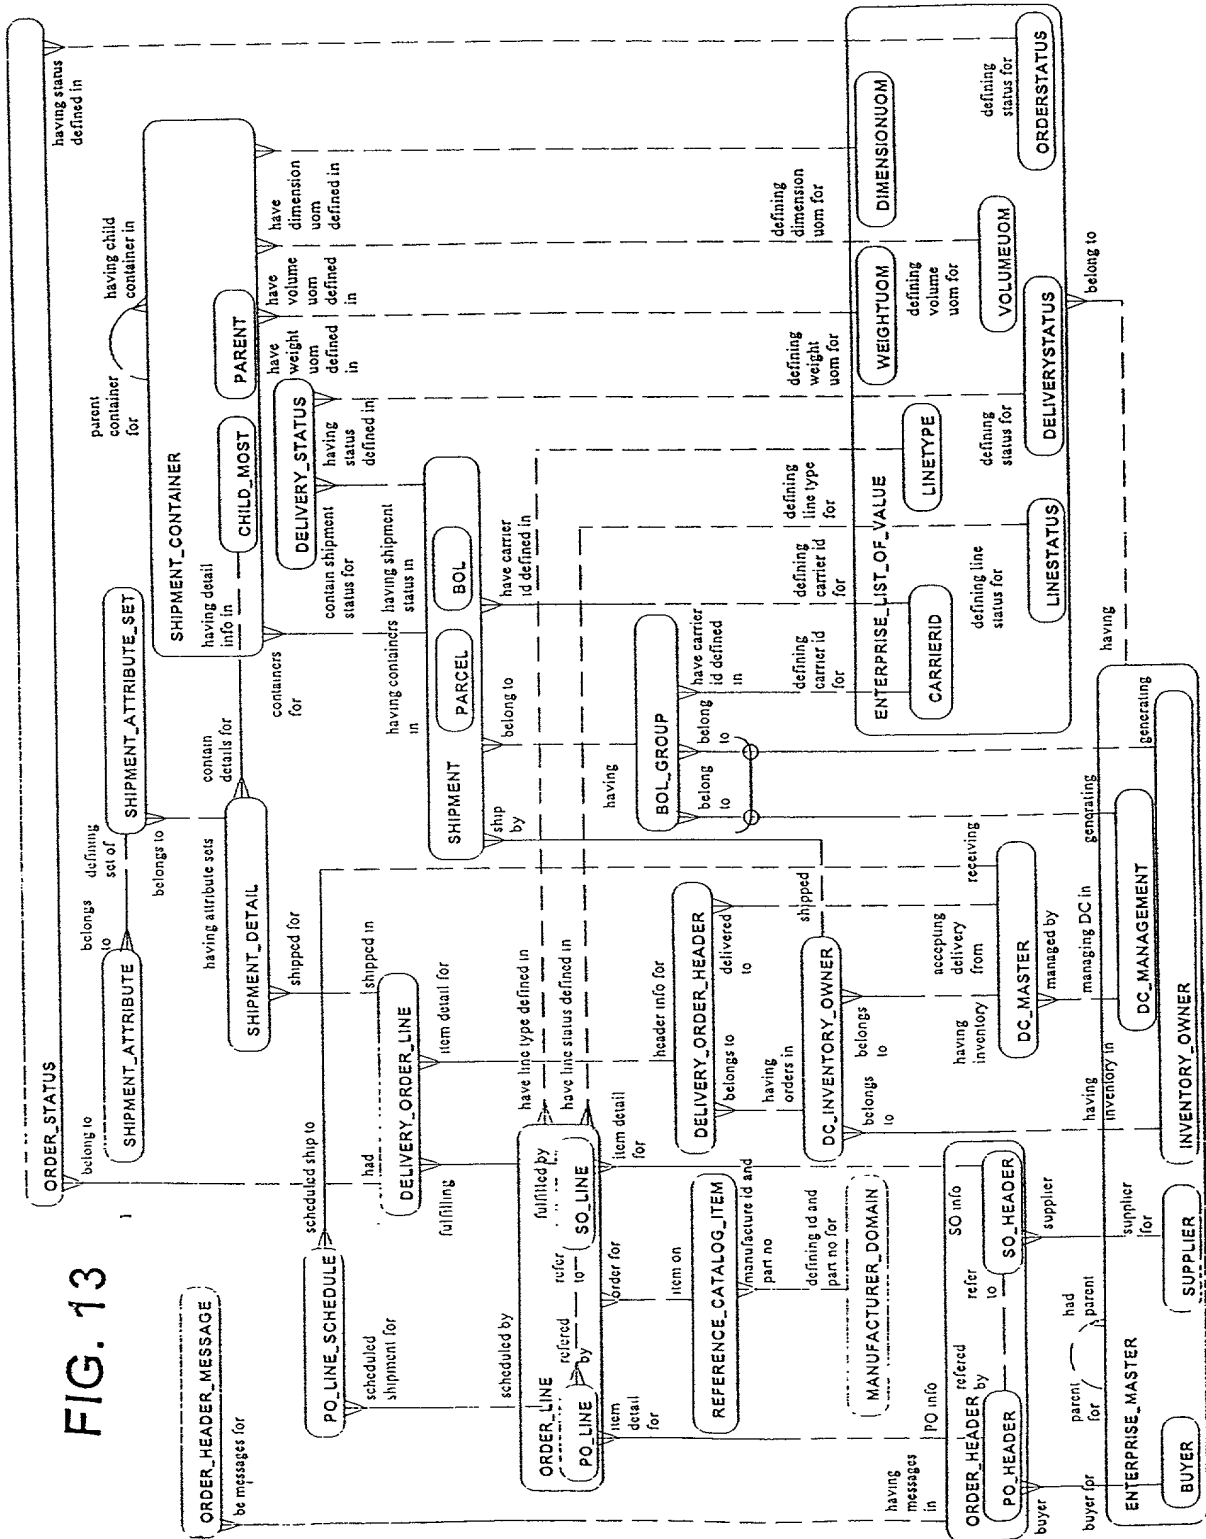 FIG. 13
ORDER_STATUS
having status
defined in
belong to
SHIPMENT_ATTRIBUTE
belongs
to
defining
set of
SHIPMENT_ATTRIBUTE_SET
belongs to
having attribute sets
SHIPMENT_DETAIL
contain
details for
shipped for
shipped in
SHIPMENT_CONTAINER
parent
container
for
having child
container in
having detail
info in
CHILD_MOST
PARENT
containers
for
have
weight
uom
defined
in
have
volume
uom
defined
in
have
dimension
uom
defined in
ORDER_HEADER_MESSAGE
be messages for
PO_LINE_SCHEDULE
scheduled ship to
scheduled
shipment for
DELIVERY_STATUS
having
status
defined in
contain shipment
status for
having shipment
status in
had
DELIVERY_ORDER_LINE
fulfilling
item detail for
having containers
in
SHIPMENT
PARCEL
BOL
ship
by
belong to
have carrier
id defined in
scheduled by
ORDER_LINE
PO_LINE
refered
by
refer
to
fulfilled by
SO_LINE
have line type defined in
have line status defined in
item
detail
for
order for
item detail
for
item on
REFERENCE_CATALOG_ITEM
manufacture id and
part no
defining id and
part no for
MANUFACTURER_DOMAIN
header info for
DELIVERY_ORDER_HEADER
belongs to
delivered
to
having
orders in
shipped
DC_INVENTORY_OWNER
belongs
to
belongs
to
having
BOL_GROUP
belong
to
belong
to
have carrier
id defined
in
defining
carrier id
for
defining
carrier id
for
defining
line type
for
defining
weight
uom for
defining
dimension
uom for
ENTERPRISE_LIST_OF_VALUE
CARRIERID
LINETYPE
WEIGHTUOM
DIMENSIONUOM
defining line
status for
defining
status for
defining
volume
uom for
defining
status for
LINESTATUS
DELIVERYSTATUS
VOLUMEUOM
ORDERSTATUS
belong to
having
having
inventory
accepting
delivery
from
receiving
DC_MASTER
managed by
managing DC in
generating
generating
having messages
in
PO info
SO info
ORDER_HEADER
PO_HEADER
refered
by
refer
to
SO_HEADER
buyer
supplier
buyer for
supplier
for
parent
for
had
parent
having
inventory in
ENTERPRISE_MASTER
BUYER
SUPPLIER
DC_MANAGEMENT
INVENTORY_OWNER